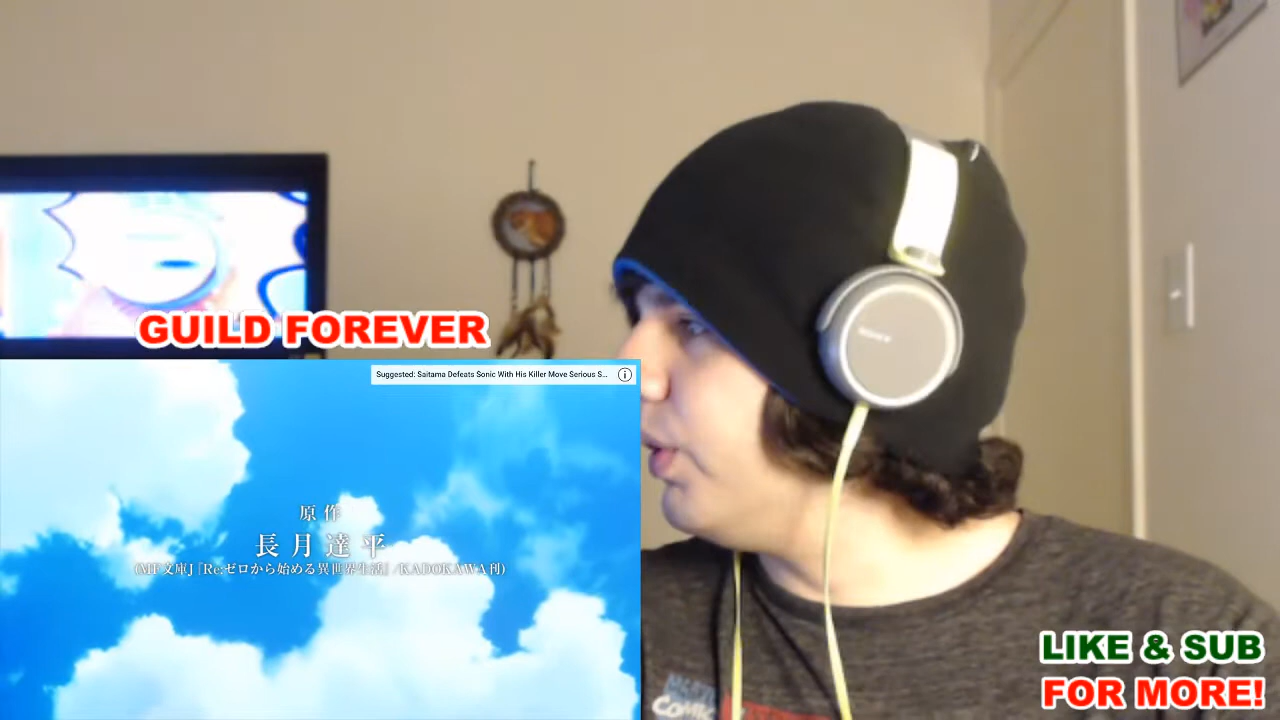 GUILD FOREVER
Suggested: Saitama Defeats Sonic With His Killer Move Serious S...
原作
長月達平
(MF文庫J『Re:ゼロから始める異世界生活』/KADOKAWA刊)
SONY
COMIC
LIKE & SUB
FOR MORE!